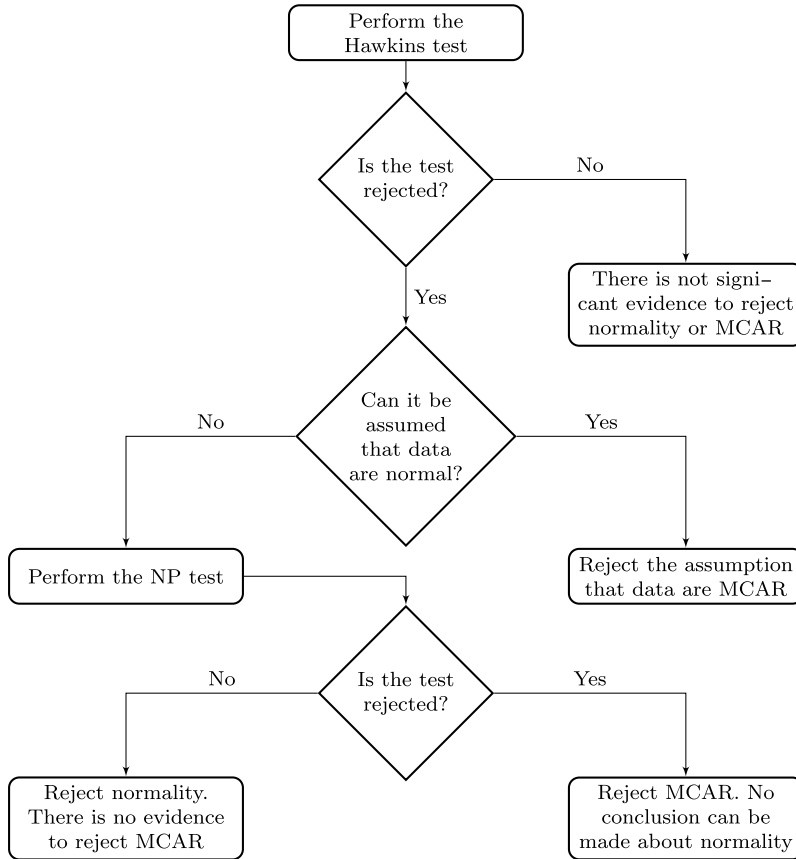 Perform the
Hawkins test
Is the test
rejected?
No
There is not signi–
cant evidence to reject
normality or MCAR
Yes
Can it be
assumed
that data
are normal?
No
Yes
Perform the NP test
Reject the assumption
that data are MCAR
Is the test
rejected?
No
Yes
Reject normality.
There is no evidence
to reject MCAR
Reject MCAR. No
conclusion can be
made about normality